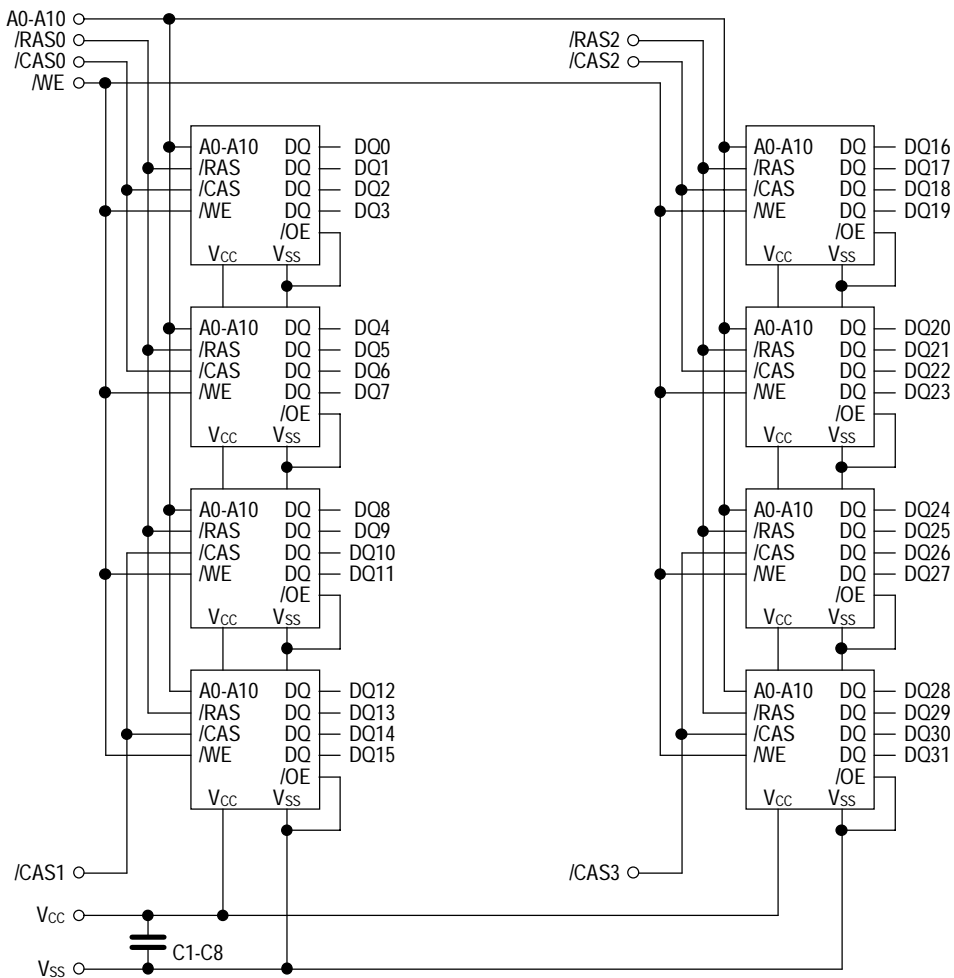 A0-A10
/RAS0
/CAS0
/WE
/RAS2
/CAS2
A0-A10 DQ DQ0
/RAS DQ DQ1
/CAS DQ DQ2
/WE DQ DQ3
/OE
VCC VSS
A0-A10 DQ DQ4
/RAS DQ DQ5
/CAS DQ DQ6
/WE DQ DQ7
/OE
VCC VSS
A0-A10 DQ DQ8
/RAS DQ DQ9
/CAS DQ DQ10
/WE DQ DQ11
/OE
VCC VSS
A0-A10 DQ DQ12
/RAS DQ DQ13
/CAS DQ DQ14
/WE DQ DQ15
/OE
VCC VSS
A0-A10 DQ DQ16
/RAS DQ DQ17
/CAS DQ DQ18
/WE DQ DQ19
/OE
VCC VSS
A0-A10 DQ DQ20
/RAS DQ DQ21
/CAS DQ DQ22
/WE DQ DQ23
/OE
VCC VSS
A0-A10 DQ DQ24
/RAS DQ DQ25
/CAS DQ DQ26
/WE DQ DQ27
/OE
VCC VSS
A0-A10 DQ DQ28
/RAS DQ DQ29
/CAS DQ DQ30
/WE DQ DQ31
/OE
VCC VSS
/CAS1
/CAS3
VCC
C1-C8
VSS